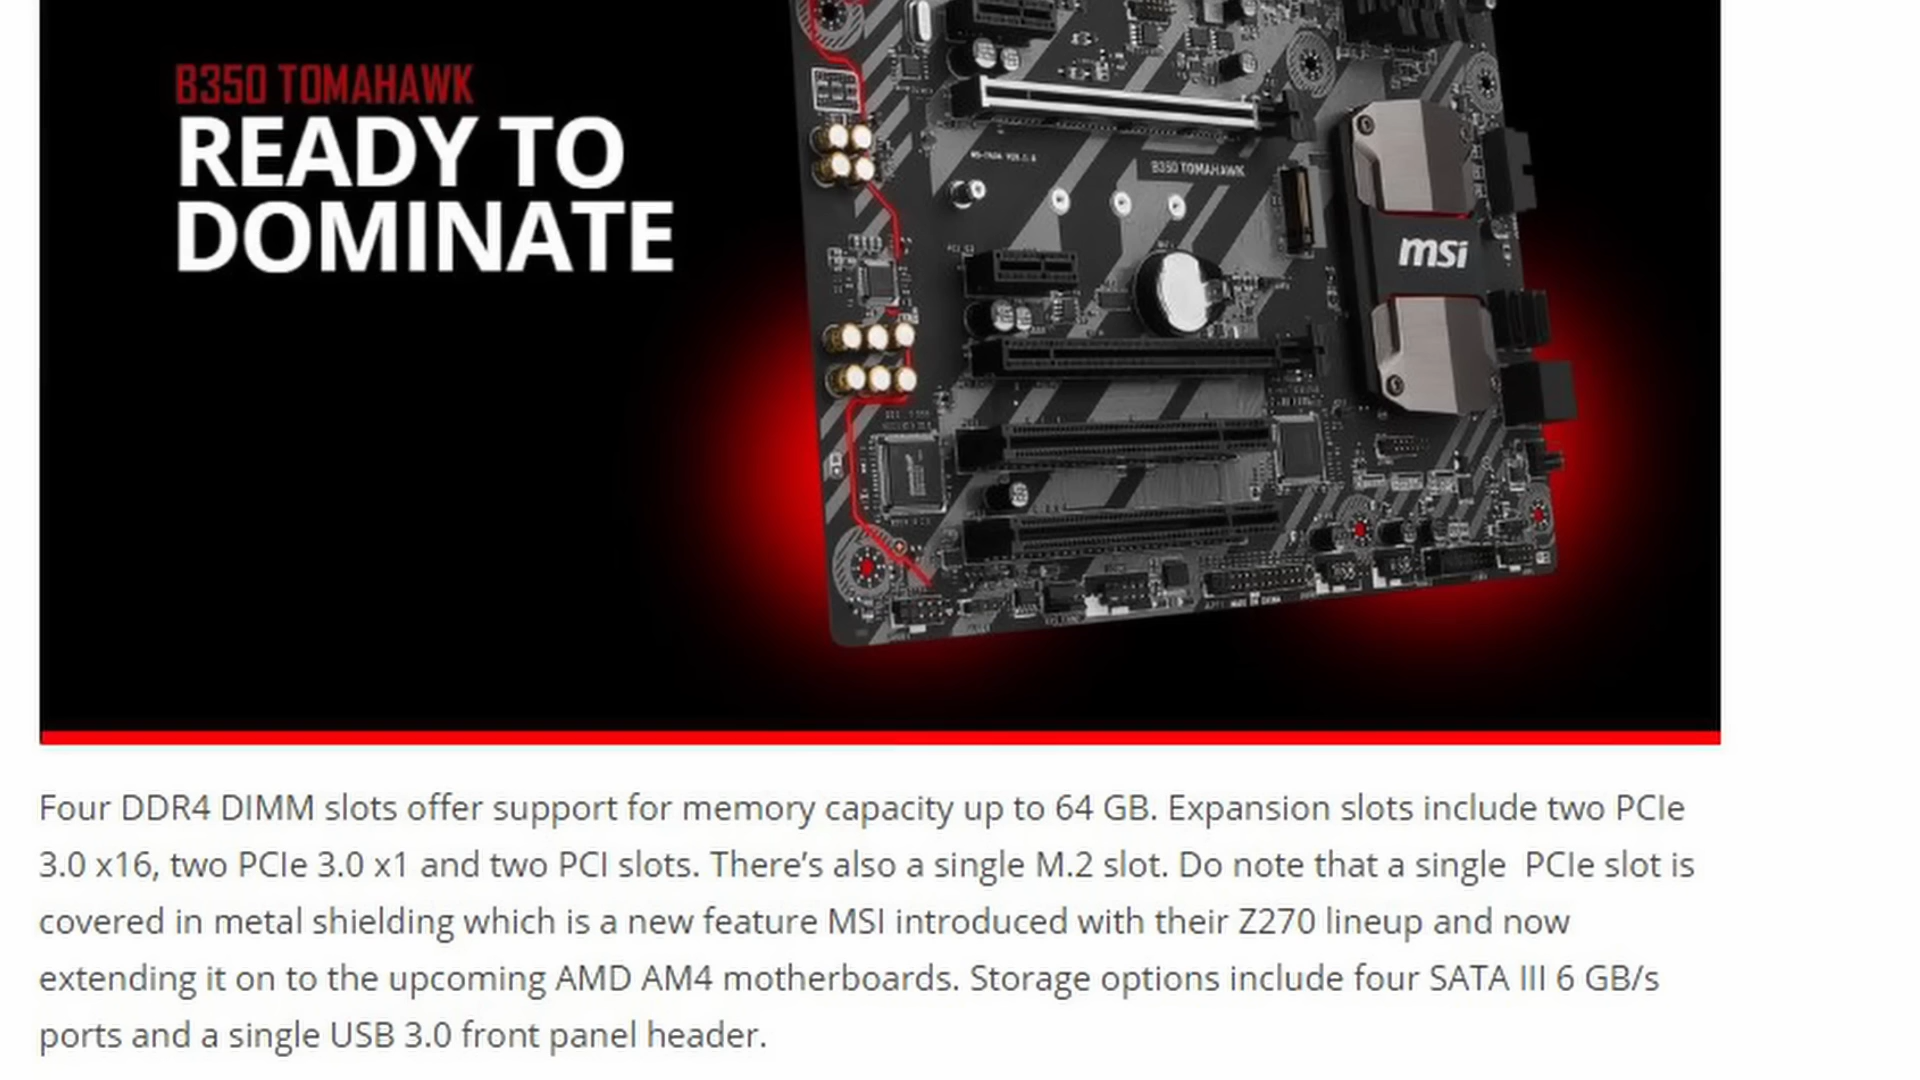 B350 TOMAHAWK
READY TO
DOMINATE
B350 TOMAHAWK
msi
Four DDR4 DIMM slots offer support for memory capacity up to 64 GB. Expansion slots include two PCIe
3.0 x16, two PCIe 3.0 x1 and two PCI slots. There’s also a single M.2 slot. Do note that a single  PCIe slot is
covered in metal shielding which is a new feature MSI introduced with their Z270 lineup and now
extending it on to the upcoming AMD AM4 motherboards. Storage options include four SATA III 6 GB/s
ports and a single USB 3.0 front panel header.